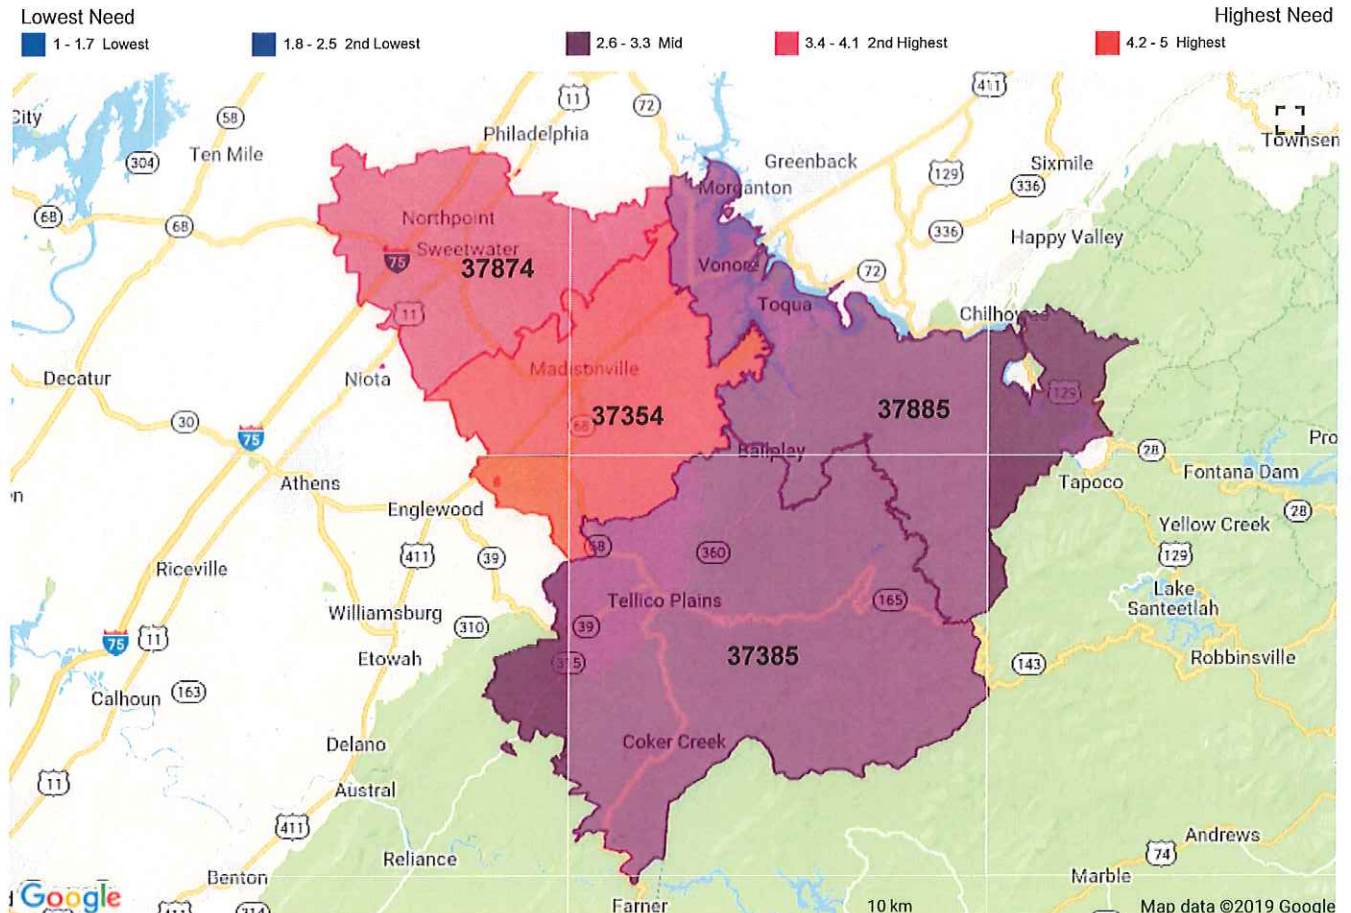 Lowest Need
Highest Need
1 - 1.7 Lowest
1.8 - 2.5 2nd Lowest
2.6 - 3.3 Mid
3.4 - 4.1 2nd Highest
4.2 - 5 Highest
411
11
72
City
58
Philadelphia
Townsen
Ten Mile
304
Greenback
Sixmile
129
336
Morganton
68
Northpoint
68
336
Happy Valley
Sweetwater
75
37874
Vonore
72
Toqua
11
Chilhowee
Madisonville
Niota
Decatur
129
37354
37885
30
68
75
Ballplay
Pro
28
Fontana Dam
Athens
Tapoco
en
Englewood
28
Yellow Creek
411
39
68
360
129
Riceville
Lake
Santeetlah
Tellico Plains
165
Williamsburg
310
39
75
11
37385
Etowah
315
143
Robbinsville
Calhoun
163
Delano
Coker Creek
11
Austral
411
Andrews
74
Reliance
Benton
Marble
Google
411
314
Farner
10 km
Map data ©2019 Google